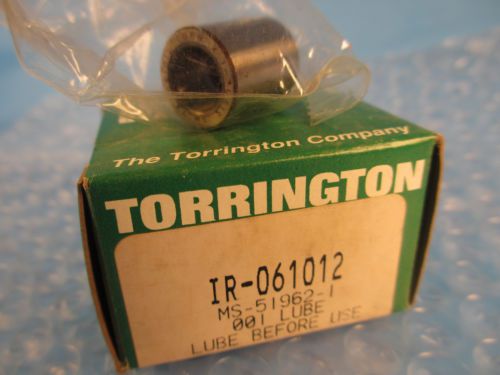 The Torrington Company
TORRINGTON
IR-061012
MS-51962-1
001 LUBE
LUBE BEFORE USE